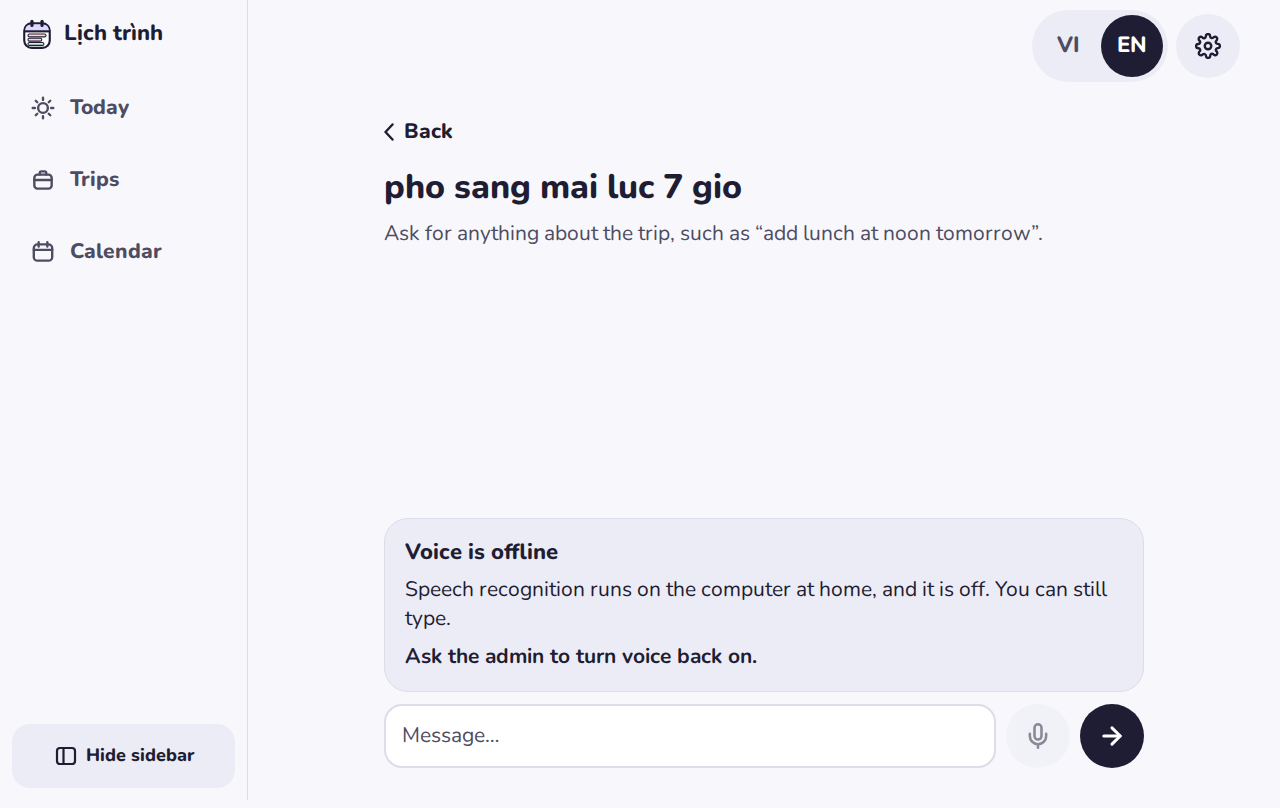 Lịch trình
VI
EN
Today
Trips
Calendar
Back
pho sang mai luc 7 gio
Ask for anything about the trip, such as “add lunch at noon tomorrow”.
Voice is offline
Speech recognition runs on the computer at home, and it is off. You can still
type.
Ask the admin to turn voice back on.
Message...
Hide sidebar